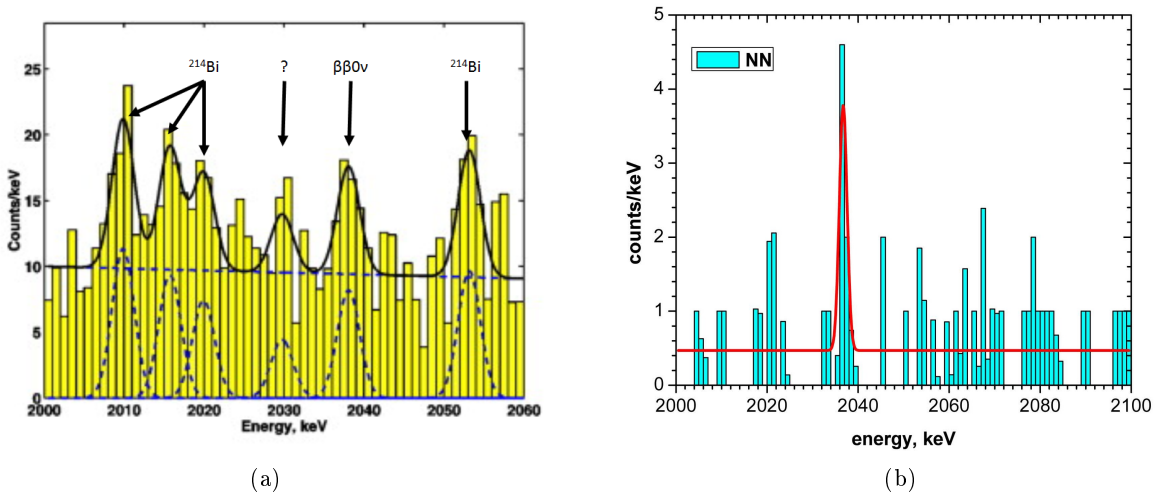 ²¹⁴Bi ? ββ0ν ²¹⁴Bi
25
20
15
10
5
0
Counts/keV
2000 2010 2020 2030 2040 2050 2060
Energy, keV
(a)
NN
5
4
3
2
1
0
counts/keV
2000 2020 2040 2060 2080 2100
energy, keV
(b)